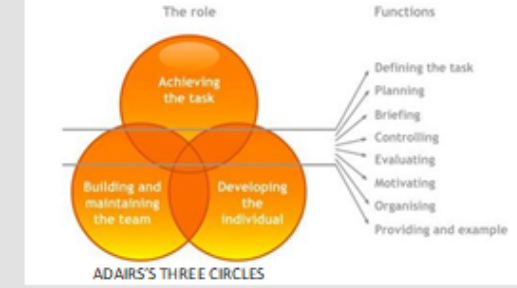 The role
Functions
Achieving
the task
Building and
maintaining
the team
Developing
the
individual
Defining the task
Planning
Briefing
Controlling
Evaluating
Motivating
Organising
Providing and example
ADAIRS'S THREE CIRCLES